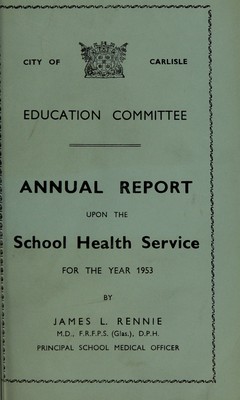 CITY OF CARLISLE
EDUCATION COMMITTEE
ANNUAL REPORT
UPON THE
School Health Service
FOR THE YEAR 1953
BY
JAMES L. RENNIE
M.D., F.R.F.P.S. (Glas.), D.P.H.
PRINCIPAL SCHOOL MEDICAL OFFICER